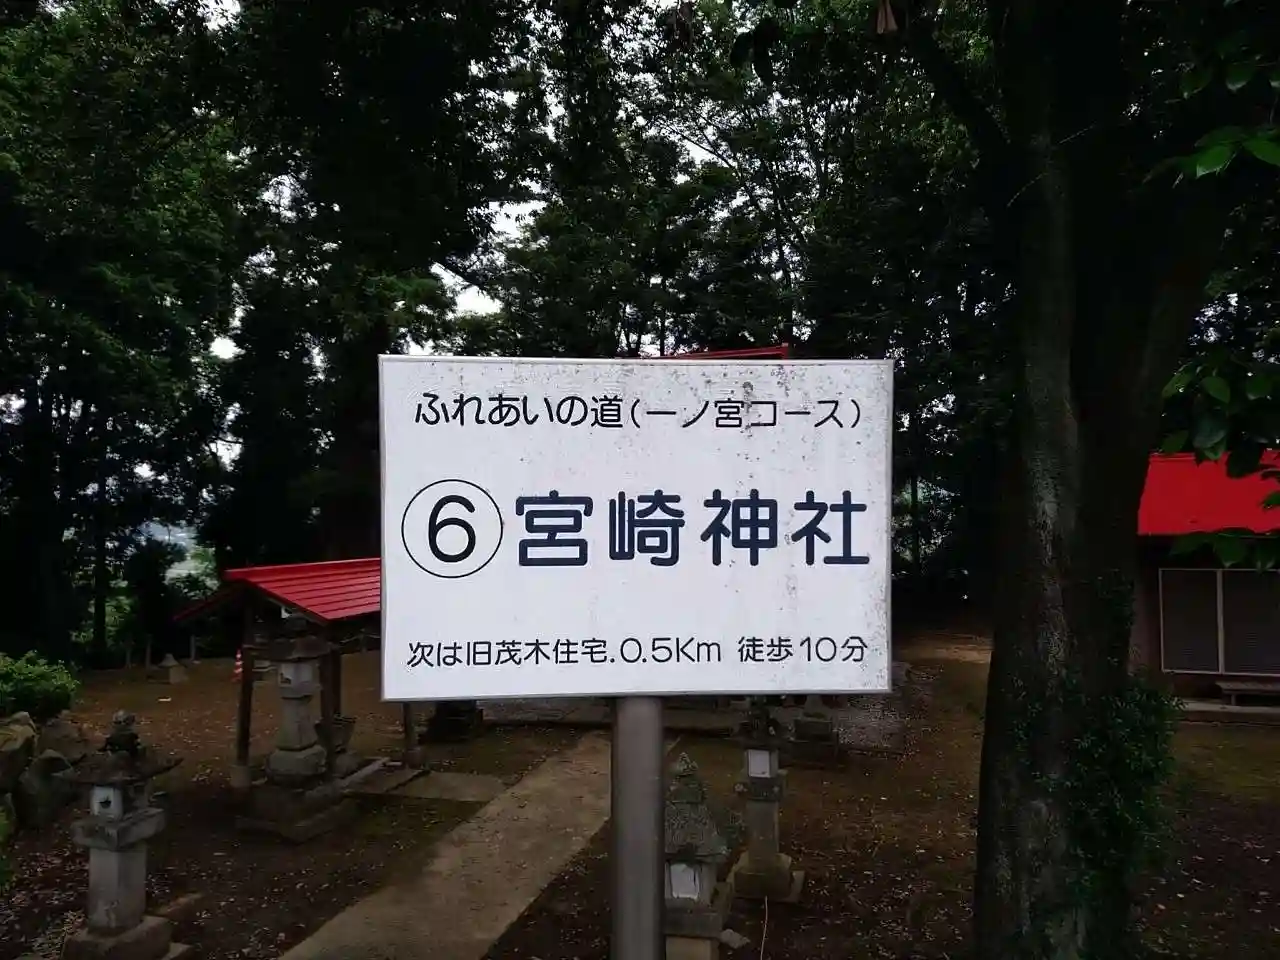 ふれあいの道(一ノ宮コース)
⑥宮崎神社
次は旧茂木住宅.0.5Km 徒歩10分